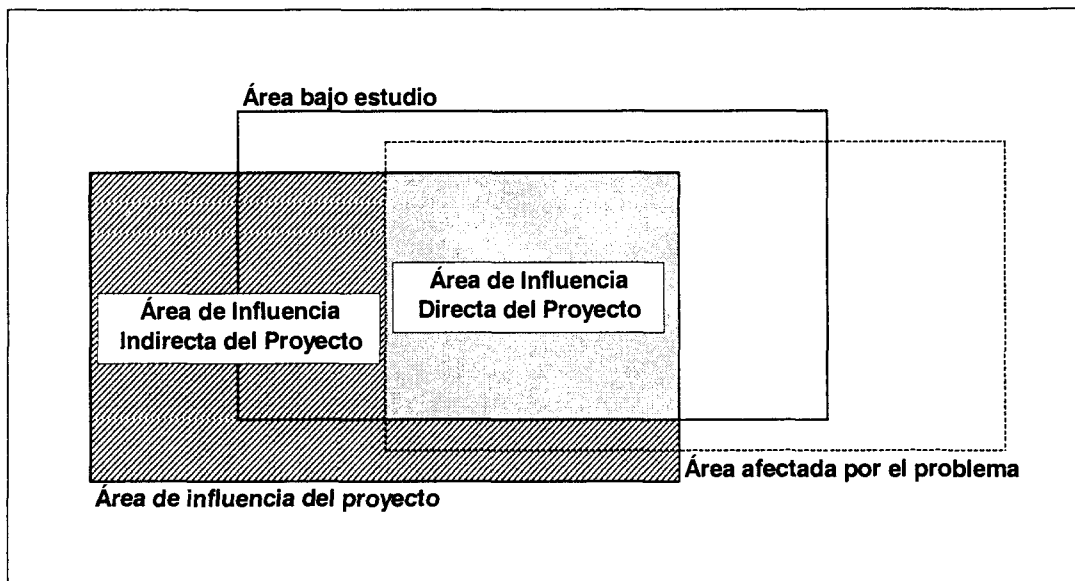 Área bajo estudio
Área de Influencia
Directa del Proyecto
Área de Influencia
Indirecta del Proyecto
Área afectada por el problema
Área de influencia del proyecto